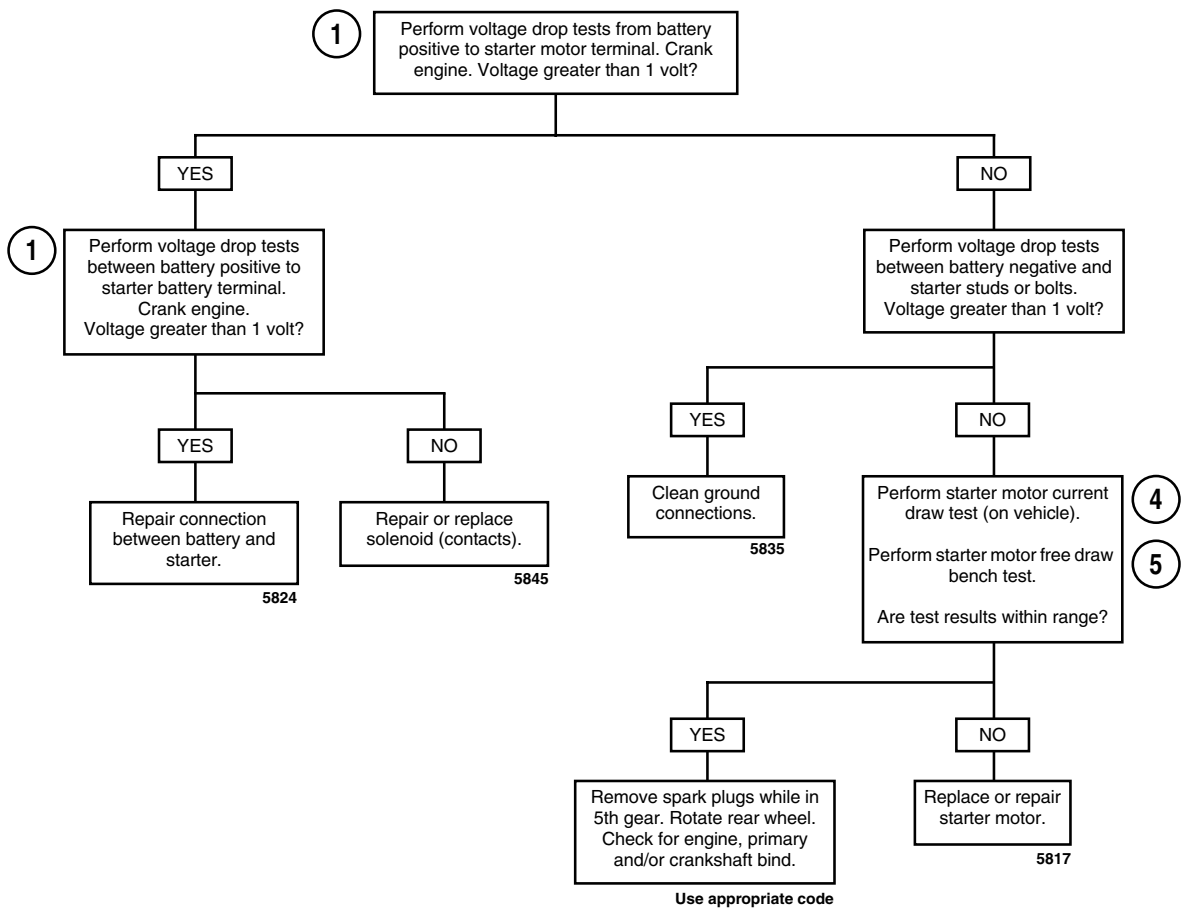 1
Perform voltage drop tests from battery
positive to starter motor terminal. Crank
engine. Voltage greater than 1 volt?
YES
NO
1
Perform voltage drop tests
between battery positive to
starter battery terminal.
Crank engine.
Voltage greater than 1 volt?
Perform voltage drop tests
between battery negative and
starter studs or bolts.
Voltage greater than 1 volt?
YES
NO
YES
NO
Repair connection
between battery and
starter.
5824
Repair or replace
solenoid (contacts).
5845
Clean ground
connections.
5835
Perform starter motor current
draw test (on vehicle).
4
Perform starter motor free draw
bench test.
5
Are test results within range?
YES
NO
Remove spark plugs while in
5th gear. Rotate rear wheel.
Check for engine, primary
and/or crankshaft bind.
Use appropriate code
Replace or repair
starter motor.
5817